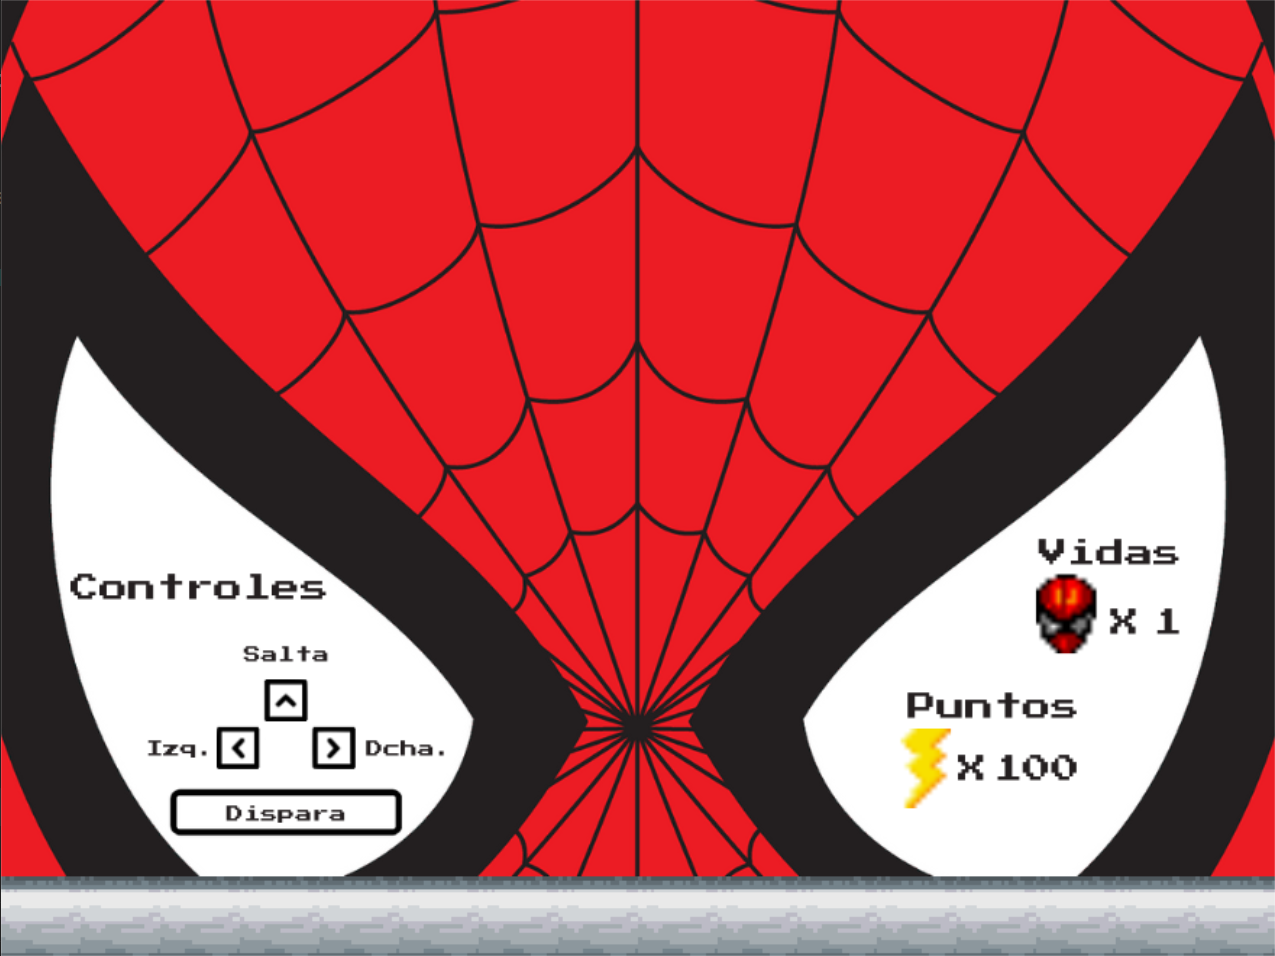 Controles
Salta
Izq. Dcha.
Dispara
Vidas
X 1
Puntos
X 100